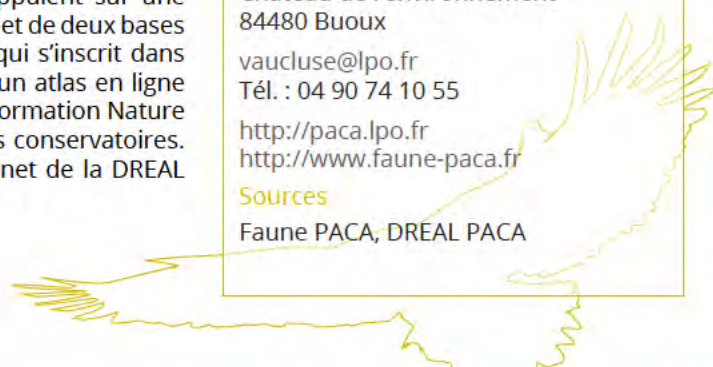 et de deux bases
qui s’inscrit dans
un atlas en ligne
ormation Nature
s conservatoires.
net de la DREAL
84480 Buoux
vaucluse@lpo.fr
Tél. : 04 90 74 10 55
http://paca.lpo.fr
http://www.faune-paca.fr
Sources
Faune PACA, DREAL PACA